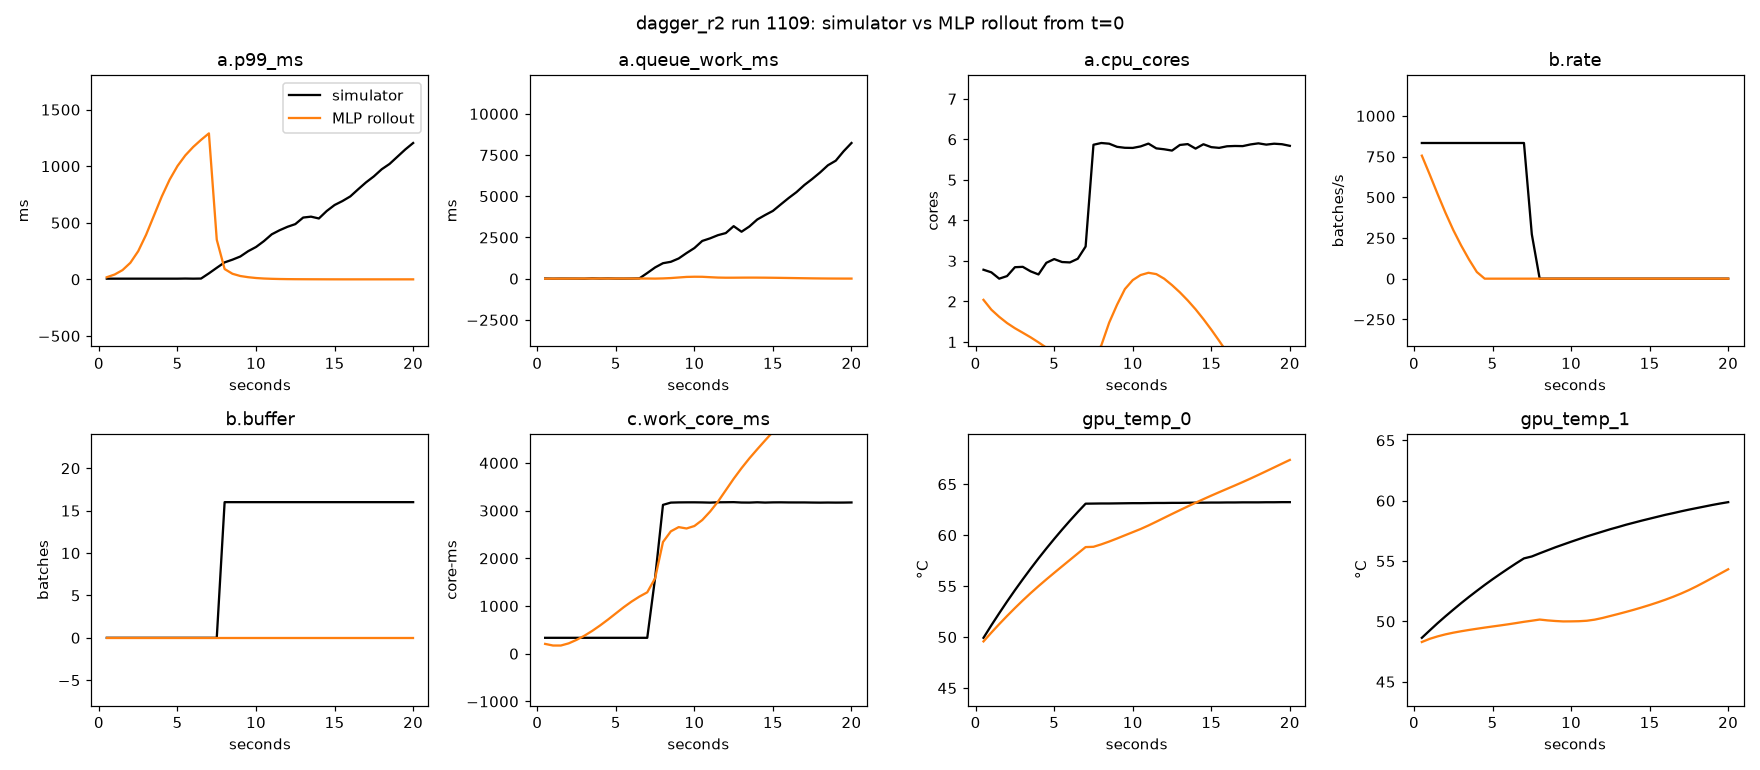 dagger_r2 run 1109: simulator vs MLP rollout from t=0
a.p99_ms
simulator
MLP rollout
ms
1500
1000
500
0
−500
0 5 10 15 20
seconds
a.queue_work_ms
ms
10000
7500
5000
2500
0
−2500
0 5 10 15 20
seconds
a.cpu_cores
cores
7
6
5
4
3
2
1
0 5 10 15 20
seconds
b.rate
batches/s
1000
750
500
250
0
−250
0 5 10 15 20
seconds
b.buffer
batches
20
15
10
5
0
−5
0 5 10 15 20
seconds
c.work_core_ms
core-ms
4000
3000
2000
1000
0
−1000
0 5 10 15 20
seconds
gpu_temp_0
°C
65
60
55
50
45
0 5 10 15 20
seconds
gpu_temp_1
°C
65
60
55
50
45
0 5 10 15 20
seconds